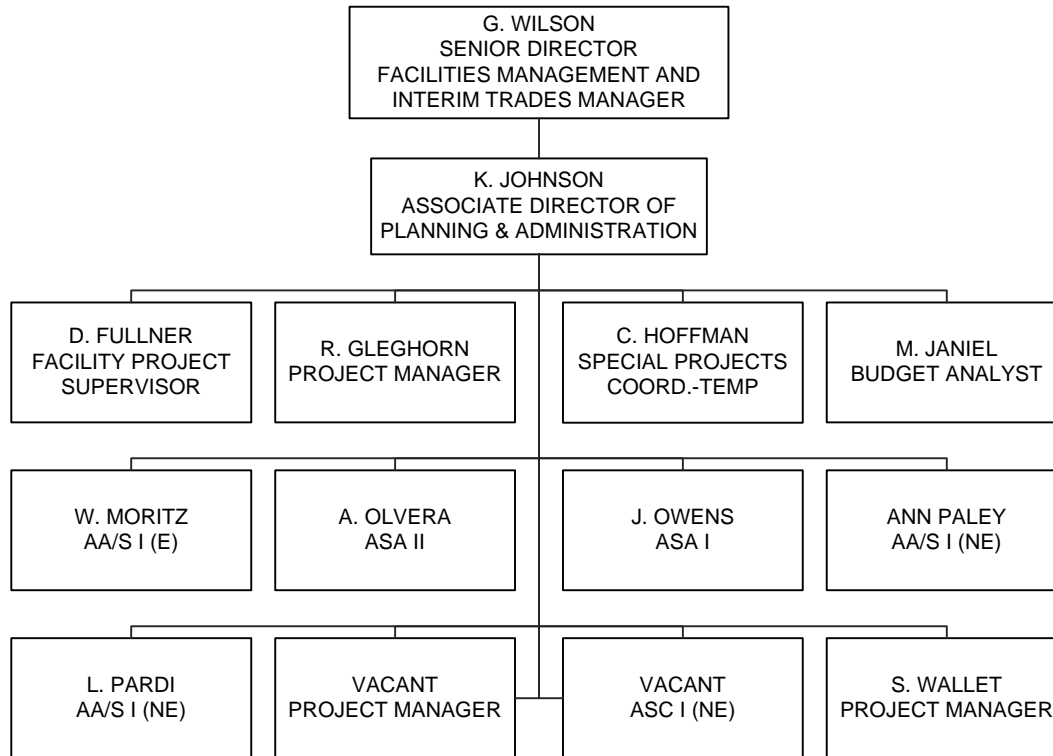 G. WILSON
SENIOR DIRECTOR
FACILITIES MANAGEMENT AND
INTERIM TRADES MANAGER
K. JOHNSON
ASSOCIATE DIRECTOR OF
PLANNING & ADMINISTRATION
D. FULLNER
FACILITY PROJECT
SUPERVISOR
R. GLEGHORN
PROJECT MANAGER
C. HOFFMAN
SPECIAL PROJECTS
COORD.-TEMP
M. JANIEL
BUDGET ANALYST
W. MORITZ
AA/S I (E)
A. OLVERA
ASA II
J. OWENS
ASA I
ANN PALEY
AA/S I (NE)
L. PARDI
AA/S I (NE)
VACANT
PROJECT MANAGER
VACANT
ASC I (NE)
S. WALLET
PROJECT MANAGER